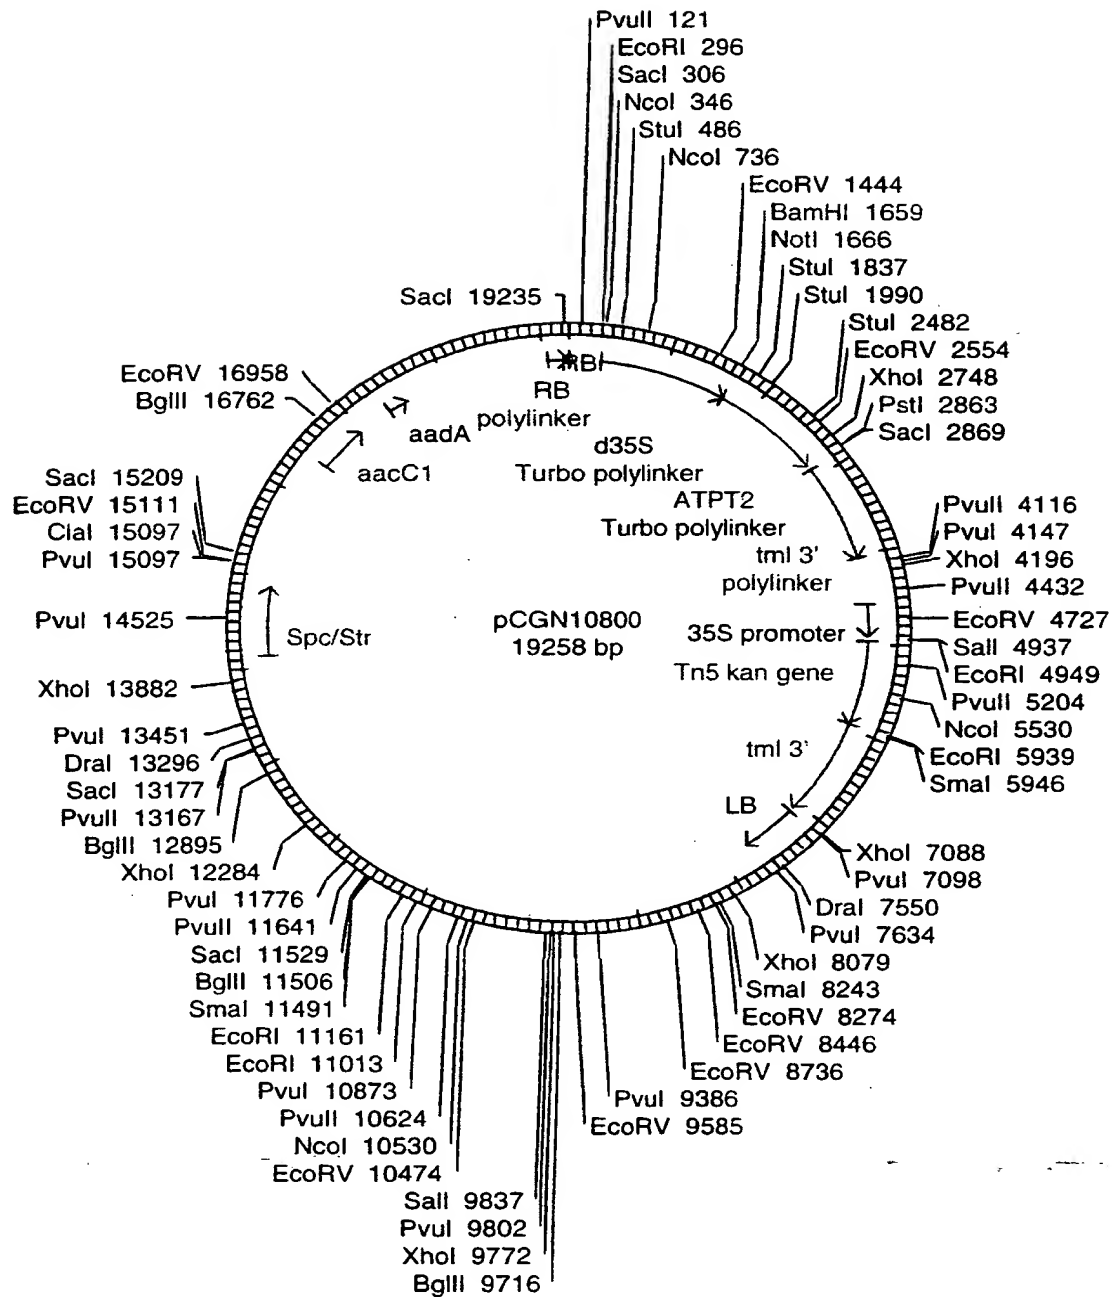 PvuII 121
EcoRI 296
SacI 306
NcoI 346
StuI 486
NcoI 736
EcoRV 1444
BamHI 1659
NotI 1666
StuI 1837
StuI 1990
StuI 2482
EcoRV 2554
XhoI 2748
PstI 2863
SacI 2869
PvuII 4116
PvuI 4147
XhoI 4196
PvuII 4432
EcoRV 4727
SalI 4937
EcoRI 4949
PvuII 5204
NcoI 5530
EcoRI 5939
SmaI 5946
XhoI 7088
PvuI 7098
DraI 7550
PvuI 7634
XhoI 8079
SmaI 8243
EcoRV 8274
EcoRV 8446
EcoRV 8736
PvuI 9386
EcoRV 9585
BglII 9716
XhoI 9772
PvuI 9802
SalI 9837
EcoRV 10474
NcoI 10530
PvuII 10624
PvuI 10873
EcoRI 11013
EcoRI 11161
SmaI 11491
BglII 11506
SacI 11529
PvuII 11641
PvuI 11776
XhoI 12284
BglII 12895
PvuII 13167
SacI 13177
DraI 13296
PvuI 13451
XhoI 13882
PvuI 14525
PvuI 15097
ClaI 15097
EcoRV 15111
SacI 15209
BglII 16762
EcoRV 16958
SacI 19235
RB
RB
polylinker
d35S
Turbo polylinker
ATPT2
Turbo polylinker
tml 3'
polylinker
35S promoter
Tn5 kan gene
tml 3'
LB
Spc/Str
aacC1
aadA
pCGN10800
19258 bp